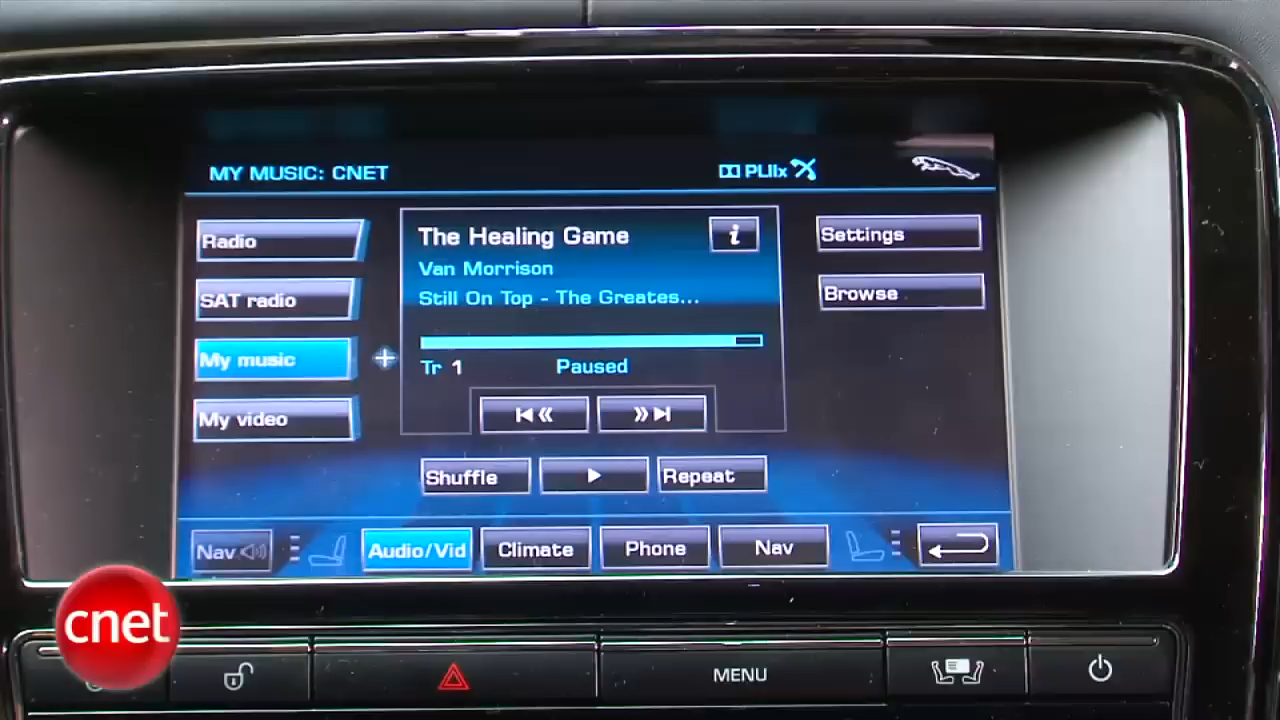 MY MUSIC: CNET
PLIIx
Radio
SAT radio
My music
My video
The Healing Game
i
Van Morrison
Still On Top - The Greates...
Tr 1
Paused
Settings
Browse
Shuffle
Repeat
Nav
Audio/Vid
Climate
Phone
Nav
cnet
MENU